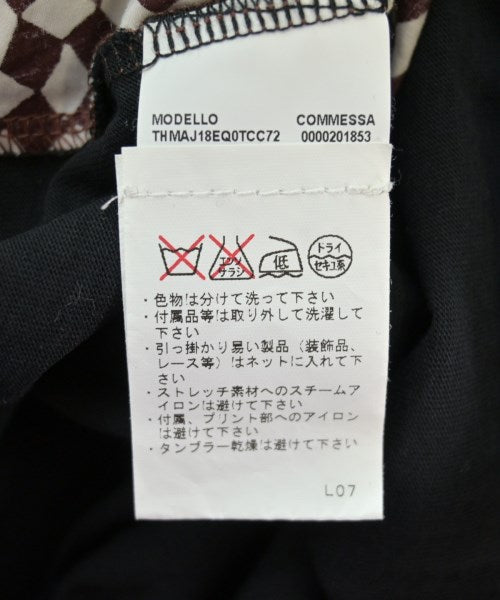 MODELLO COMMESSA
THMAJ18EQ0TCC72 0000201853
エンソ
サラシ
低
ドライ
セキユ系
・色物は分けて洗って下さい
・付属品等は取り外して洗濯して
下さい
・引っ掛かり易い製品（装飾品、
レース等）はネットに入れて下
さい
・ストレッチ素材へのスチームア
イロンは避けて下さい
・付属、プリント部へのアイロン
は避けて下さい
・タンブラー乾燥は避けて下さい
L07